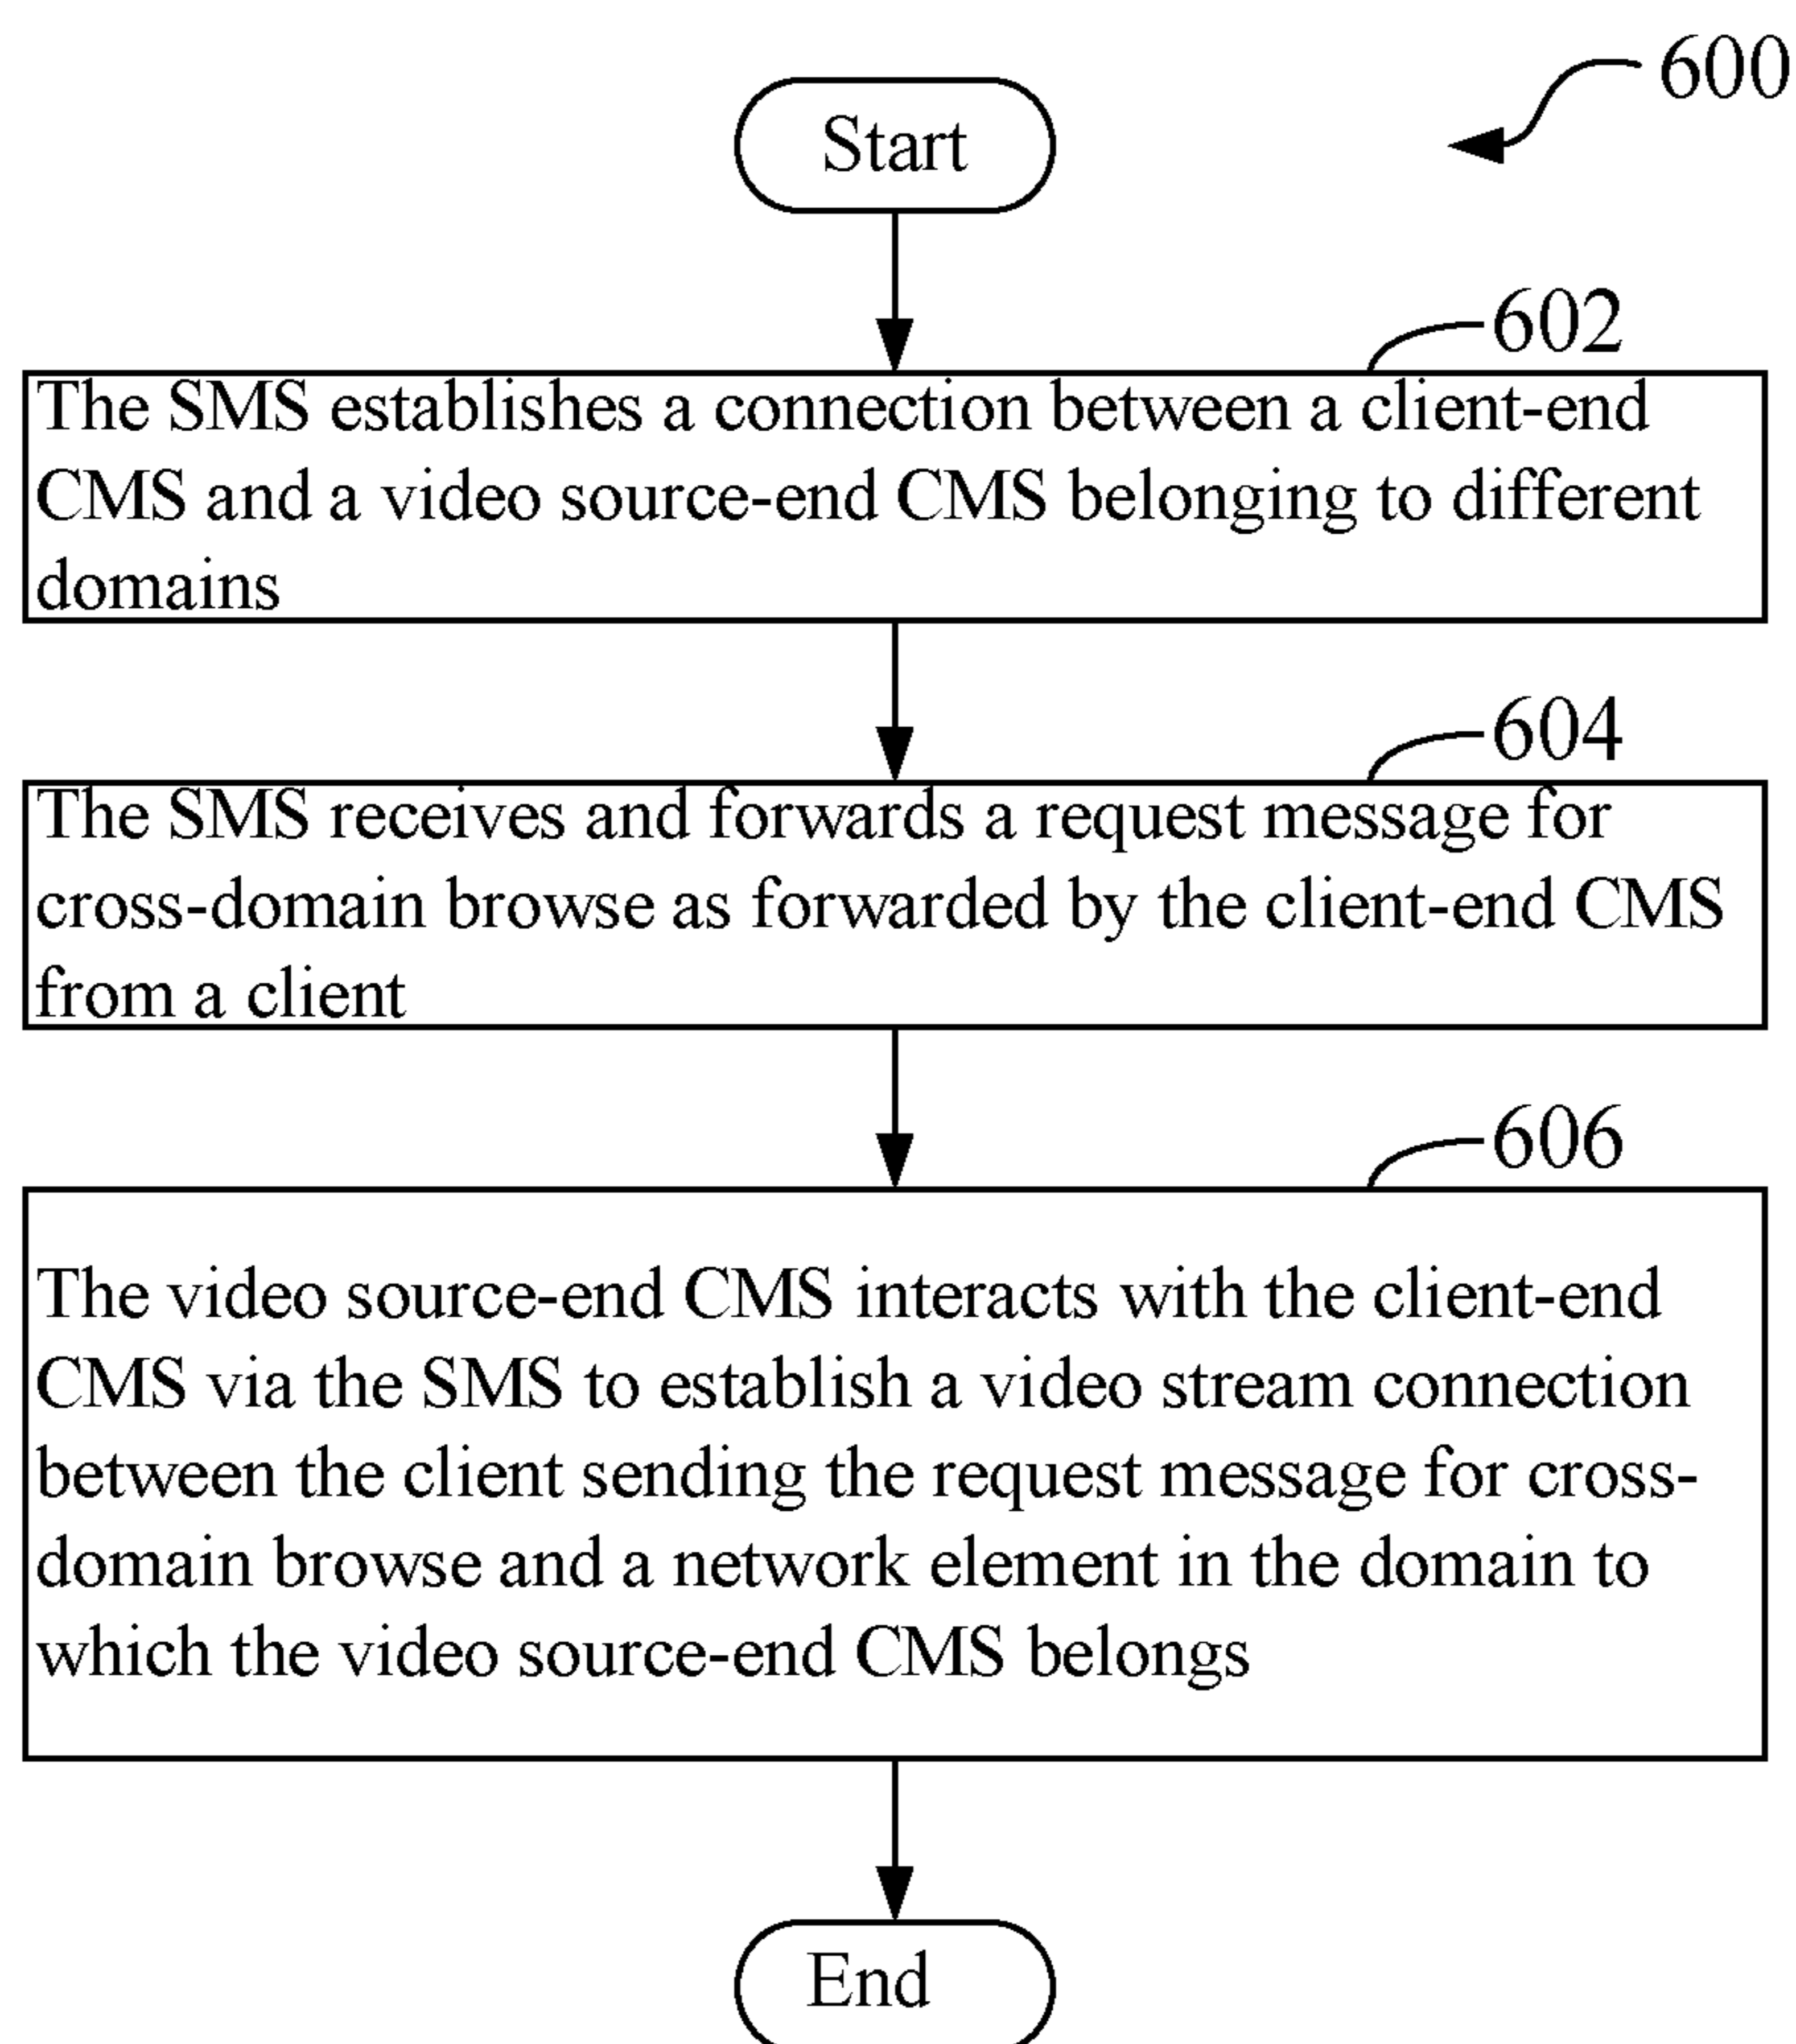 600
Start
602
The SMS establishes a connection between a client-end
CMS and a video source-end CMS belonging to different
domains
604
The SMS receives and forwards a request message for
cross-domain browse as forwarded by the client-end CMS
from a client
606
The video source-end CMS interacts with the client-end
CMS via the SMS to establish a video stream connection
between the client sending the request message for cross-
domain browse and a network element in the domain to
which the video source-end CMS belongs
End